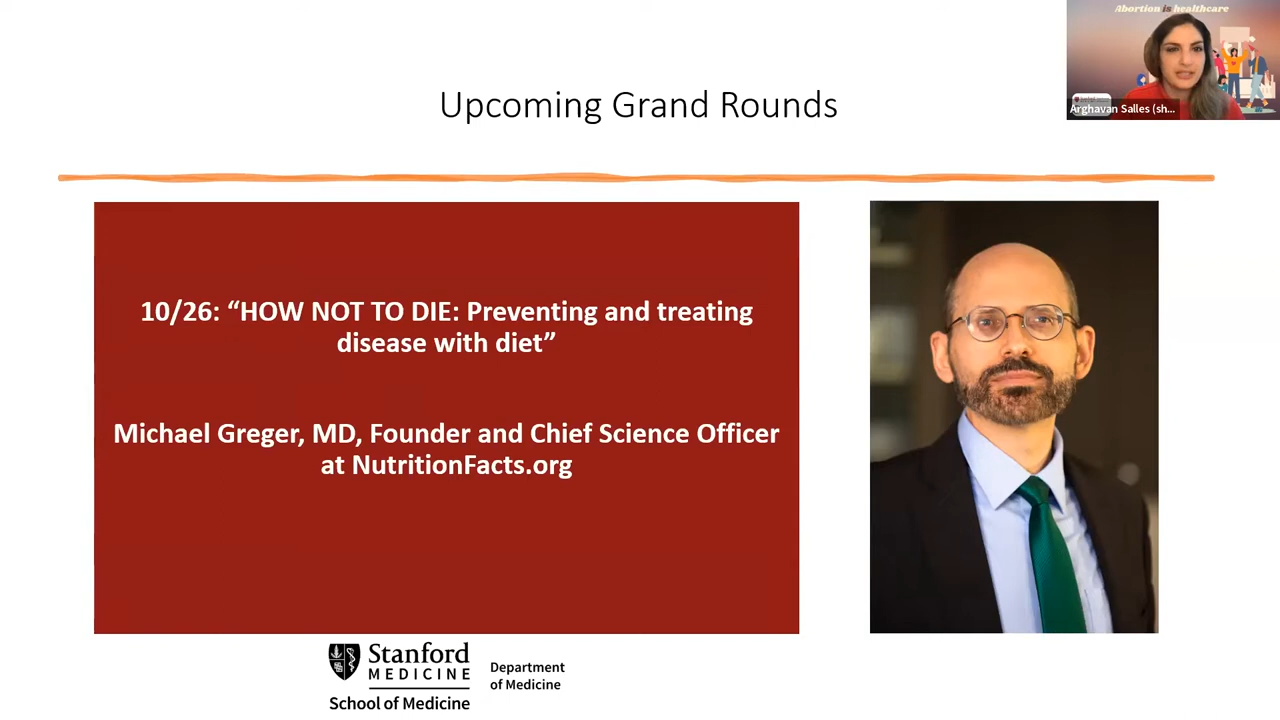 Abortion is healthcare
Arghavan Salles (sh...
Upcoming Grand Rounds
10/26: “HOW NOT TO DIE: Preventing and treating
disease with diet”
Michael Greger, MD, Founder and Chief Science Officer
at NutritionFacts.org
Stanford
MEDICINE
School of Medicine
Department
of Medicine